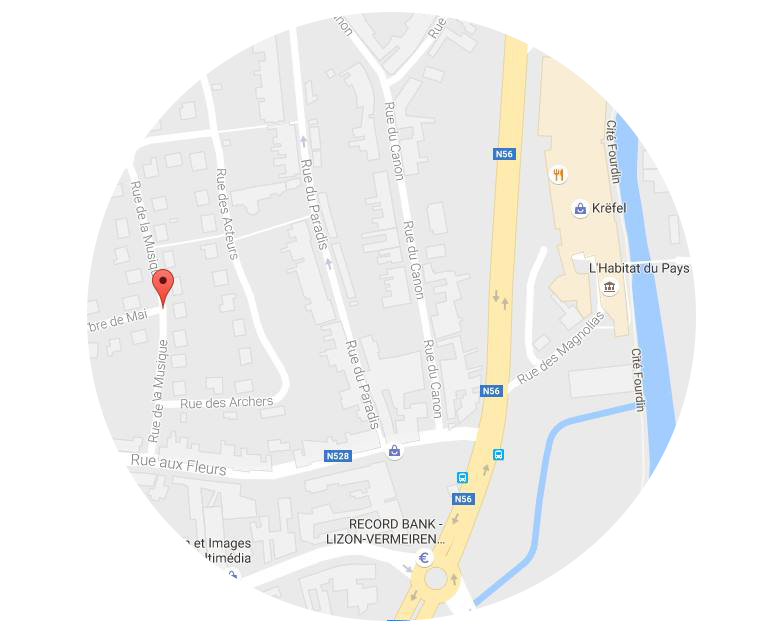 Rue
Cité Fourdin
Rue du Canon
N56
Rue du Paradis
Rue des Acteurs
Rue de la Musique
Krëfel
Rue du Canon
L'Habitat du Pays
bre de Mai
Rue des Magnolias
Rue de la Musique
Rue du Paradis
Rue du Canon
Cité Fourdin
N56
Rue des Archers
N528
Rue aux Fleurs
N56
RECORD BANK -
LIZON-VERMEIREN...
€
et Images
ltimédia